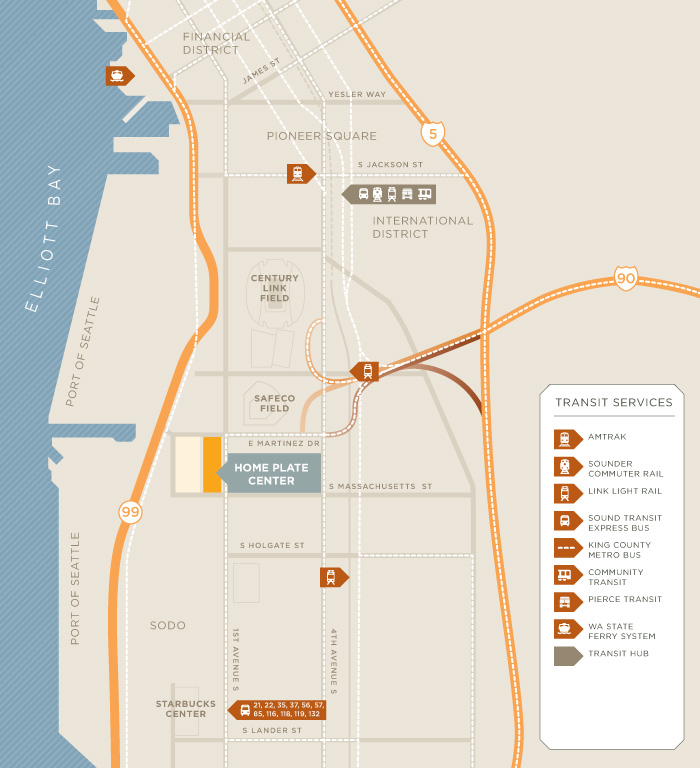 FINANCIAL
DISTRICT
JAMES ST
YESLER WAY
5
PIONEER SQUARE
S JACKSON ST
INTERNATIONAL
DISTRICT
ELLIOTT BAY
90
CENTURY
LINK
FIELD
PORT OF SEATTLE
SAFECO
FIELD
E MARTINEZ DR
HOME PLATE
CENTER
S MASSACHUSETTS ST
99
S HOLGATE ST
PORT OF SEATTLE
SODO
1ST AVENUE S
4TH AVENUE S
STARBUCKS
CENTER
21, 22, 35, 37, 56, 57,
85, 116, 118, 119, 132
S LANDER ST
TRANSIT SERVICES
AMTRAK
SOUNDER
COMMUTER RAIL
LINK LIGHT RAIL
SOUND TRANSIT
EXPRESS BUS
KING COUNTY
METRO BUS
COMMUNITY
TRANSIT
PIERCE TRANSIT
WA STATE
FERRY SYSTEM
TRANSIT HUB